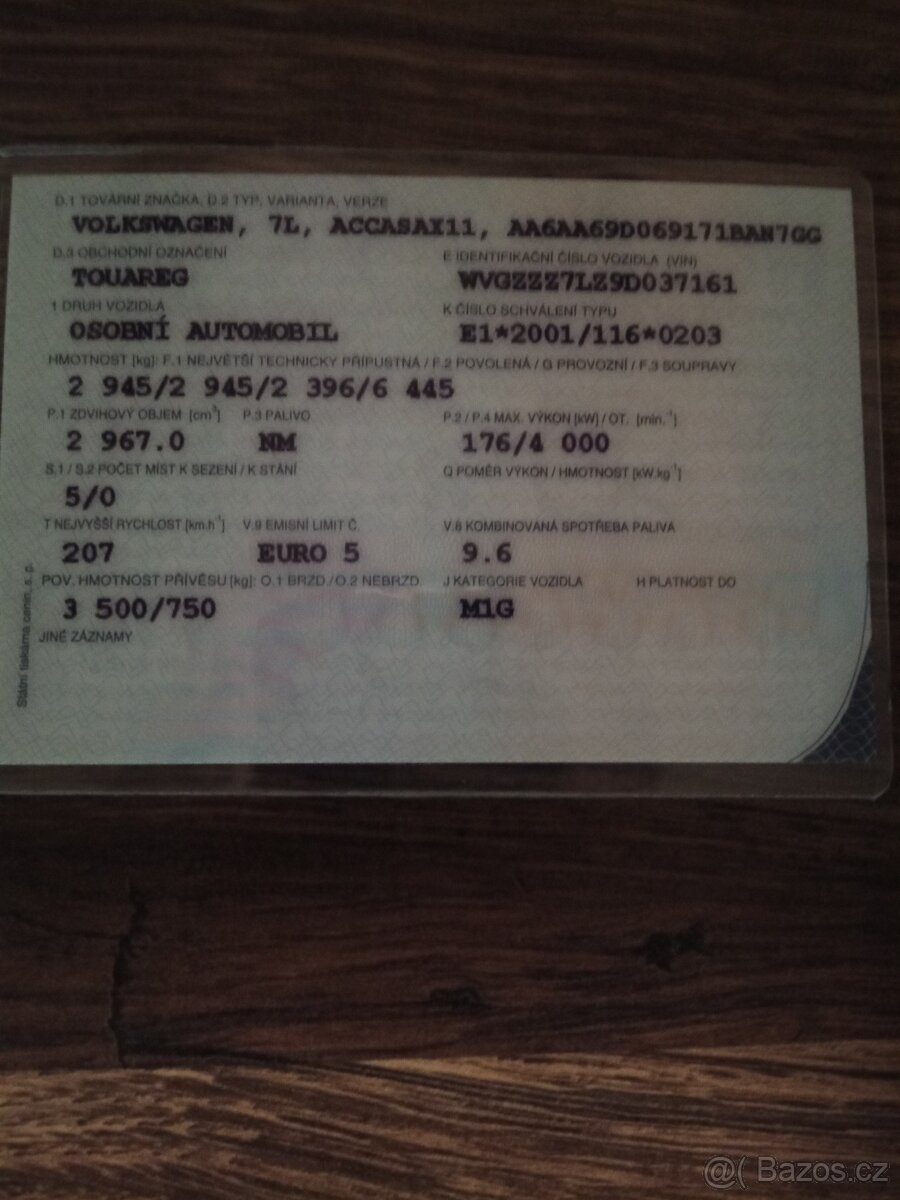 D.1 TOVÁRNÍ ZNAČKA, D.2 TYP, VARIANTA, VERZE
VOLKSWAGEN, 7L, ACCASAX11, AA6AA69D069171BAN7GG
D.3 OBCHODNÍ OZNAČENÍ E IDENTIFIKAČNÍ ČÍSLO VOZIDLA (VIN)
TOUAREG WVGZZZ7LZ9D037161
1 DRUH VOZIDLA K ČÍSLO SCHVÁLENÍ TYPU
OSOBNÍ AUTOMOBIL E1*2001/116*0203
HMOTNOST [kg]: F.1 NEJVĚTŠÍ TECHNICKY PŘÍPUSTNÁ / F.2 POVOLENÁ / G PROVOZNÍ / F.3 SOUPRAVY
2 945/2 945/2 396/6 445
P.1 ZDVIHOVÝ OBJEM [cm³] P.3 PALIVO P.2 / P.4 MAX. VÝKON [kW] / OT. [min.⁻¹]
2 967.0 NM 176/4 000
S.1 / S.2 POČET MÍST K SEZENÍ / K STÁNÍ Q POMĚR VÝKON / HMOTNOST [kW.kg⁻¹]
5/0
T NEJVYŠŠÍ RYCHLOST [km.h⁻¹] V.9 EMISNÍ LIMIT Č. V.8 KOMBINOVANÁ SPOTŘEBA PALIVA
207 EURO 5 9.6
POV. HMOTNOST PŘÍVĚSU [kg]: O.1 BRZD./O.2 NEBRZD. J KATEGORIE VOZIDLA H PLATNOST DO
3 500/750 M1G
JINÉ ZÁZNAMY
Státní tiskárna cenin, s. p.
@( Bazos.cz